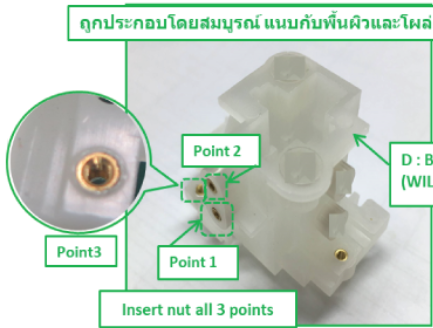 ถูกประกอบโดยสมบูรณ์ แนบกับพื้นผิวและโผล่
Point 2
D : B
(WIL
Point3
Point 1
Insert nut all 3 points